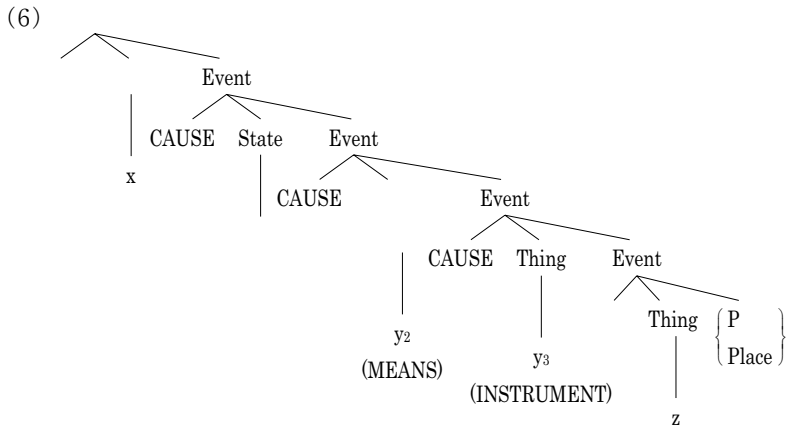 (6)
Event
CAUSE State Event
x CAUSE Event
CAUSE Thing Event
y2 Thing P
(MEANS) y3 Place
(INSTRUMENT)
z